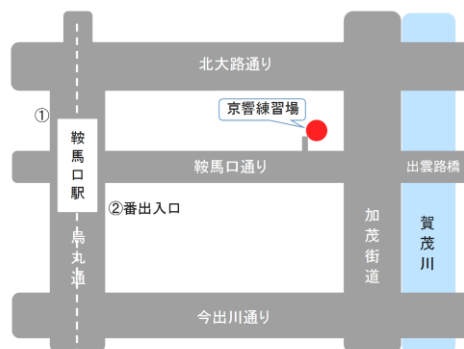 北大路通り
京響練習場
①
鞍馬口駅
鞍馬口通り
出雲路橋
②番出入口
烏丸通
加茂街道
賀茂川
今出川通り